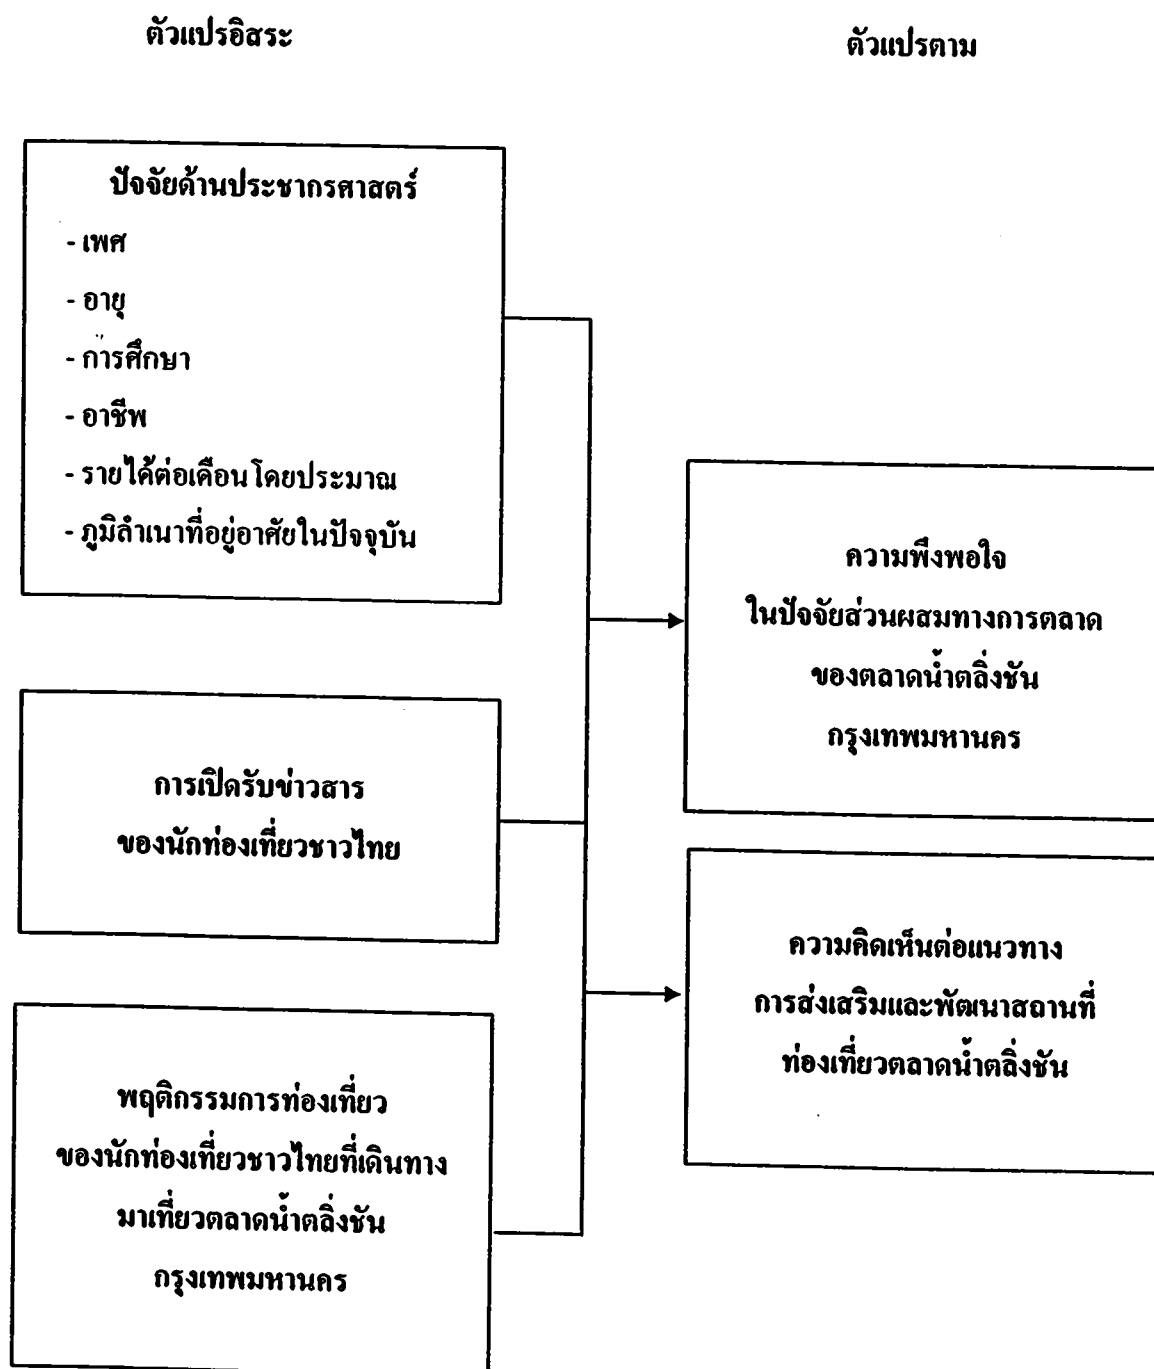 ตัวแปรอิสระ
ตัวแปรตาม
ปัจจัยด้านประชากรศาสตร์
- เพศ
- อายุ
- การศึกษา
- อาชีพ
- รายได้ต่อเดือนโดยประมาณ
- ภูมิลำเนาที่อยู่อาศัยในปัจจุบัน
การเปิดรับข่าวสาร
ของนักท่องเที่ยวชาวไทย
พฤติกรรมการท่องเที่ยว
ของนักท่องเที่ยวชาวไทยที่เดินทาง
มาเที่ยวตลาดน้ำตลิ่งชัน
กรุงเทพมหานคร
ความพึงพอใจ
ในปัจจัยส่วนผสมทางการตลาด
ของตลาดน้ำตลิ่งชัน
กรุงเทพมหานคร
ความคิดเห็นต่อแนวทาง
การส่งเสริมและพัฒนาสถานที่
ท่องเที่ยวตลาดน้ำตลิ่งชัน